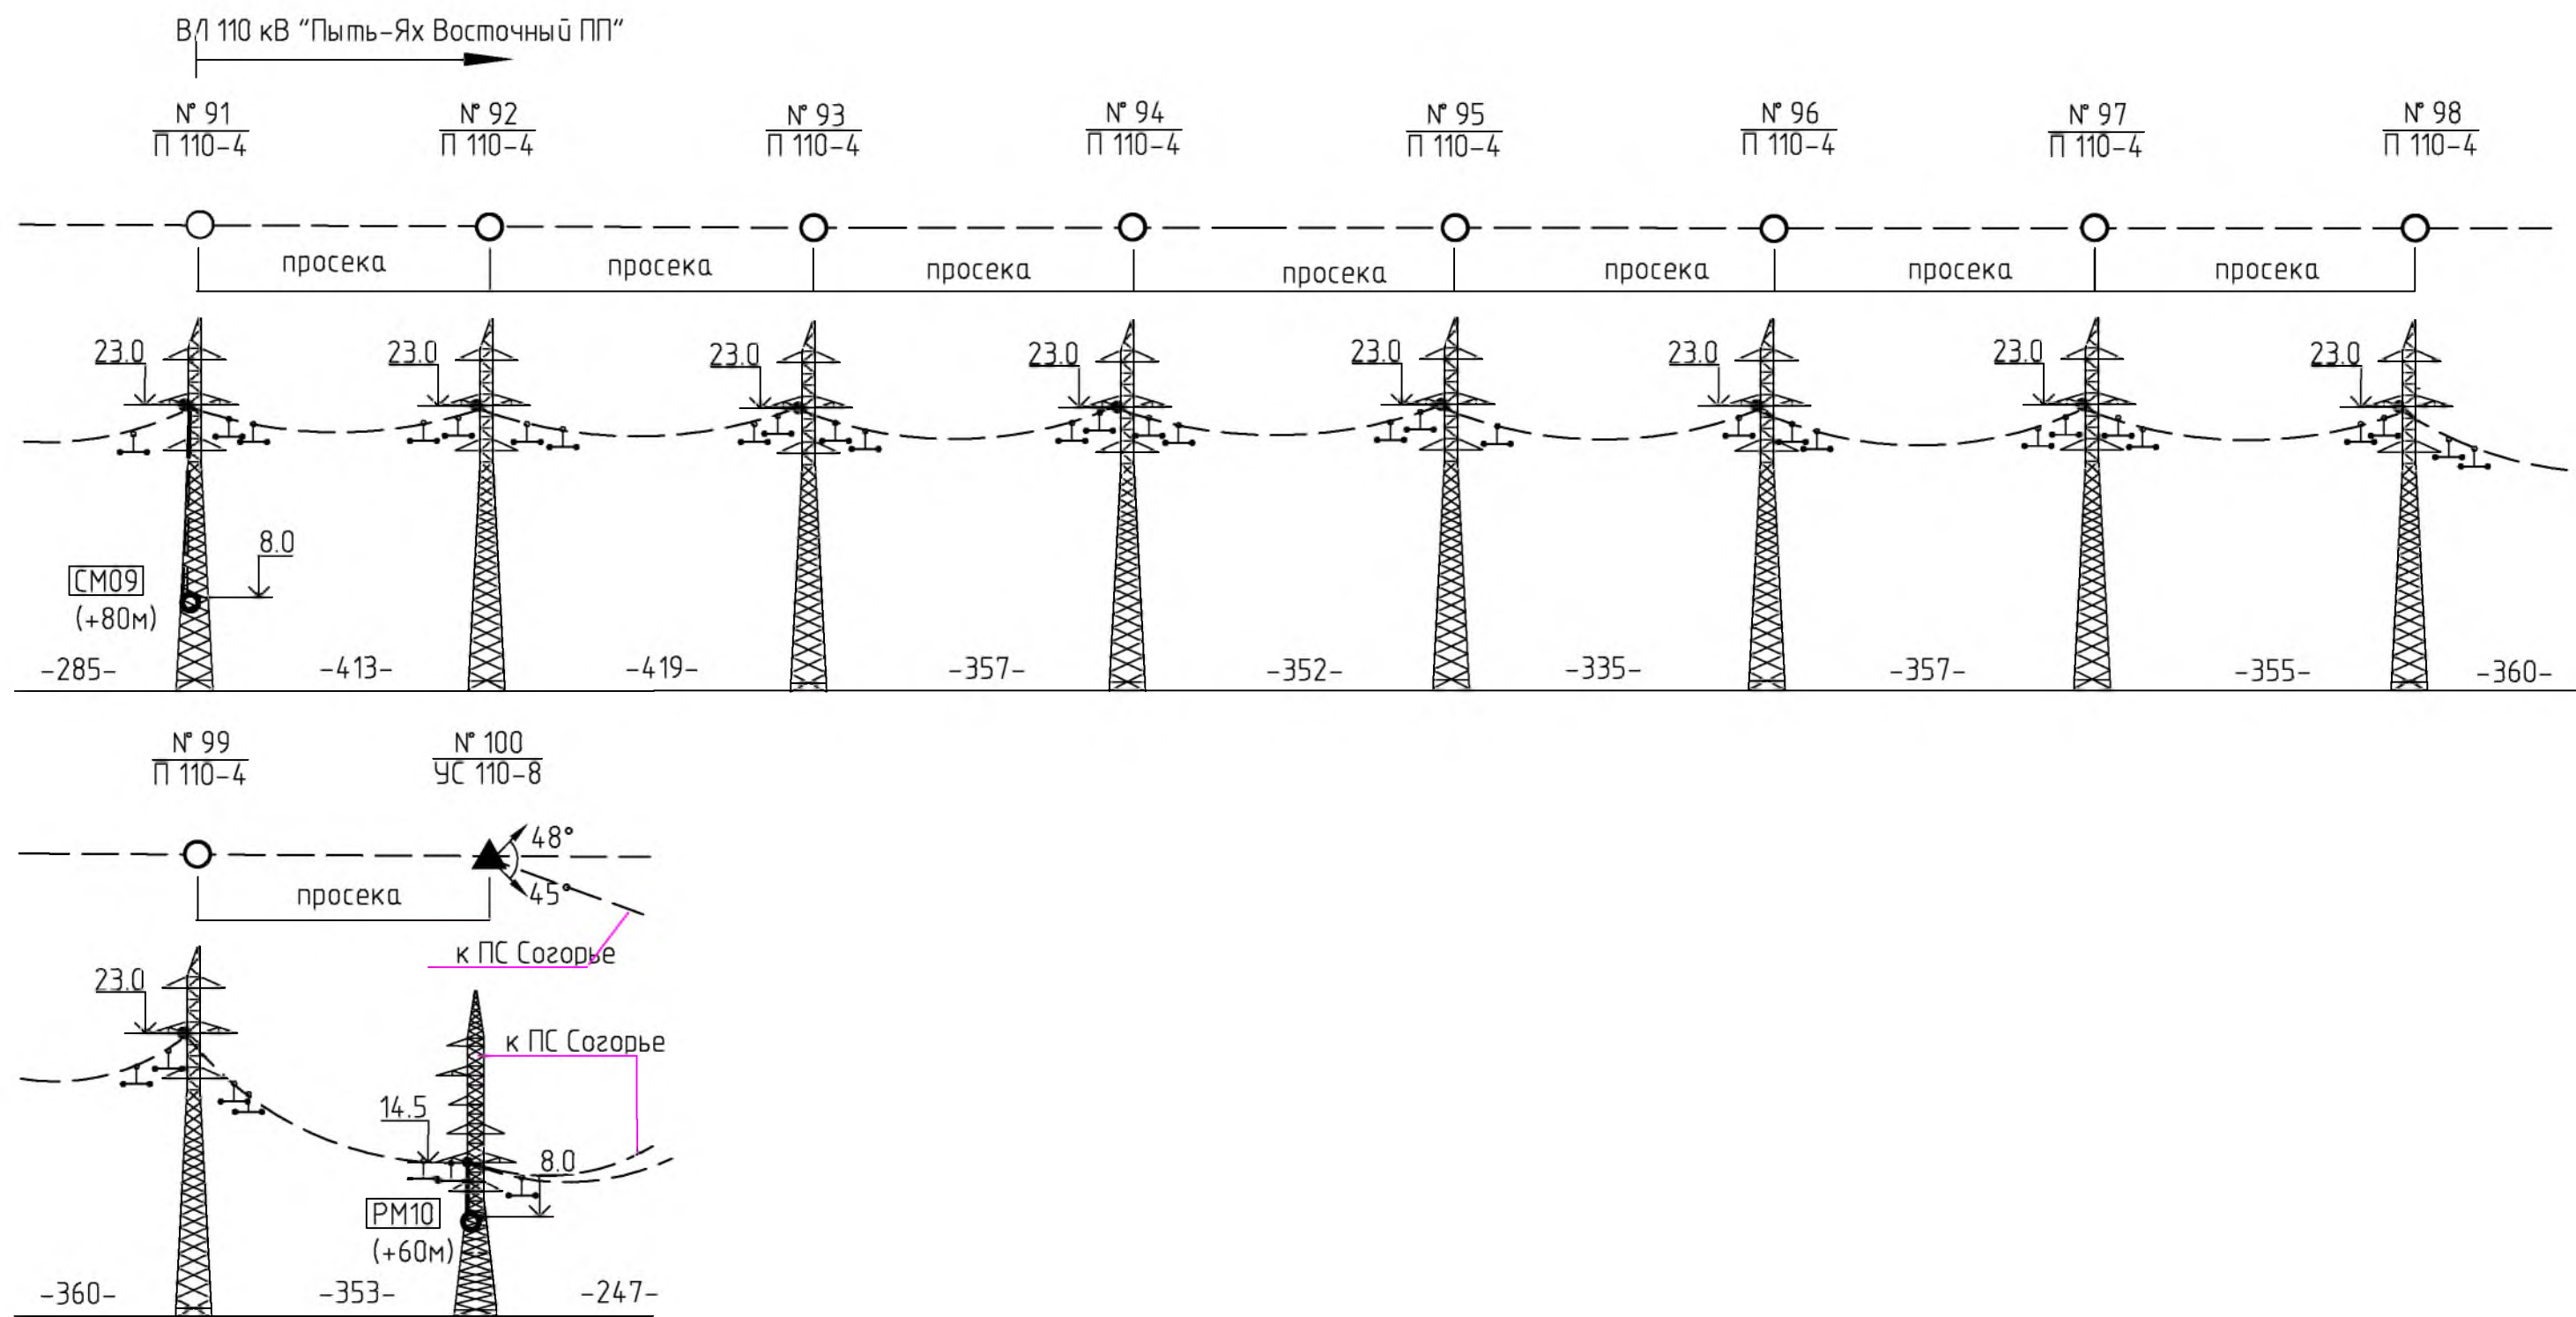 ВЛ 110 кВ "Пыть-Ях Восточный ПП"
№ 91 № 92 № 93 № 94 № 95 № 96 № 97 № 98
П 110-4 П 110-4 П 110-4 П 110-4 П 110-4 П 110-4 П 110-4 П 110-4
просека просека просека просека просека просека просека
23.0 23.0 23.0 23.0 23.0 23.0 23.0 23.0
8.0
СМ09
(+80м)
-285- -413- -419- -357- -352- -335- -357- -355- -360-
№ 99 № 100
П 110-4 УС 110-8
48°
45°
просека
к ПС Согорье
23.0
к ПС Согорье
14.5
8.0
РМ10
(+60м)
-360- -353- -247-